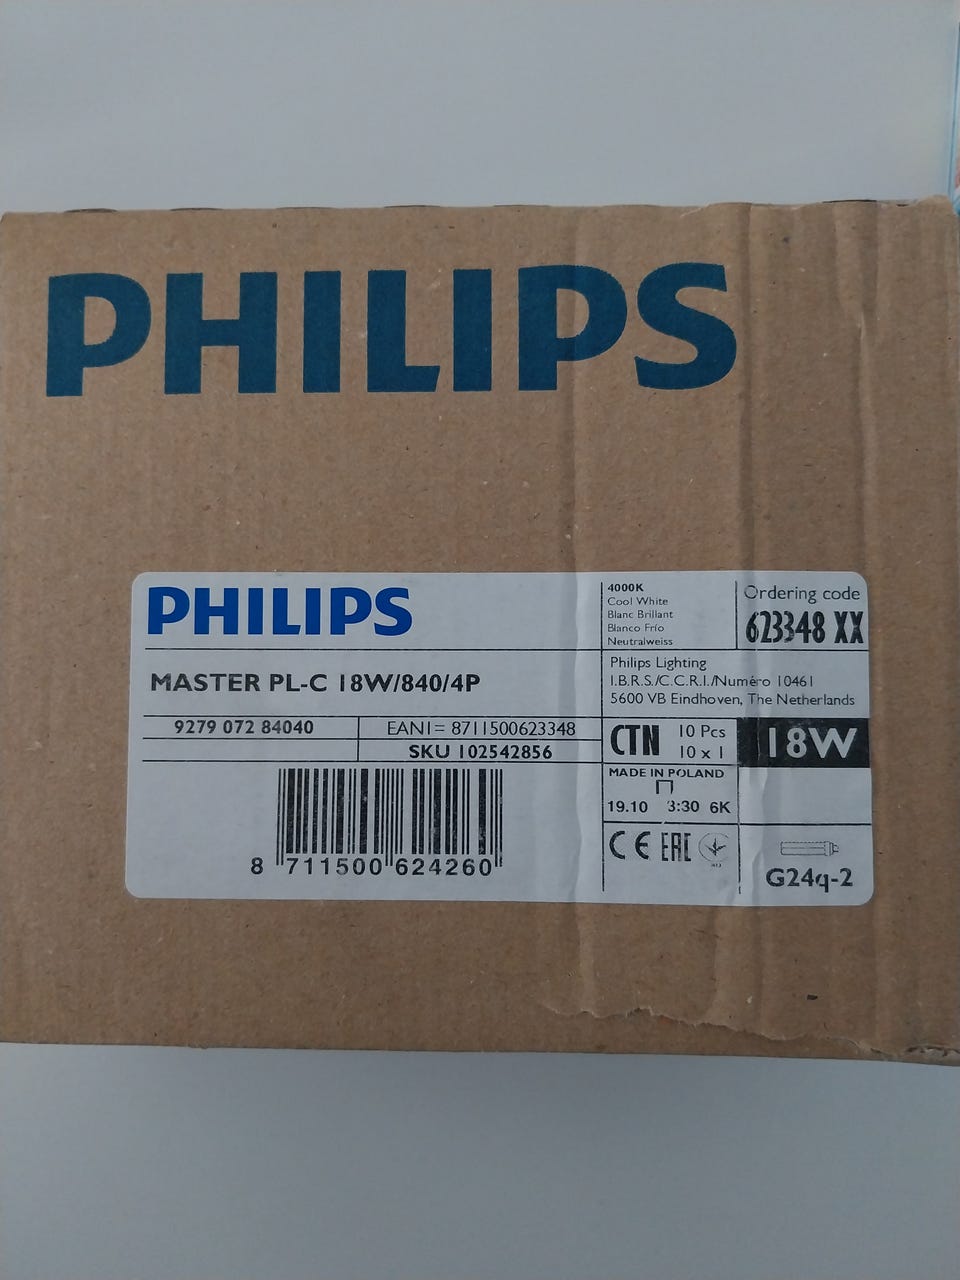 PHILIPS
PHILIPS
MASTER PL-C 18W/840/4P
9279 072 84040
EAN1= 8711500623348
SKU 102542856
8 711500 624260
4000K
Cool White
Blanc Brillant
Blanco Frío
Neutralweiss
Ordering code
623348 XX
Philips Lighting
I.B.R.S./C.C.R.I./Numéro 10461
5600 VB Eindhoven, The Netherlands
CTN
10 Pcs
10 x 1
18W
MADE IN POLAND
19.10 3:30 6K
CE EAC
G24q-2